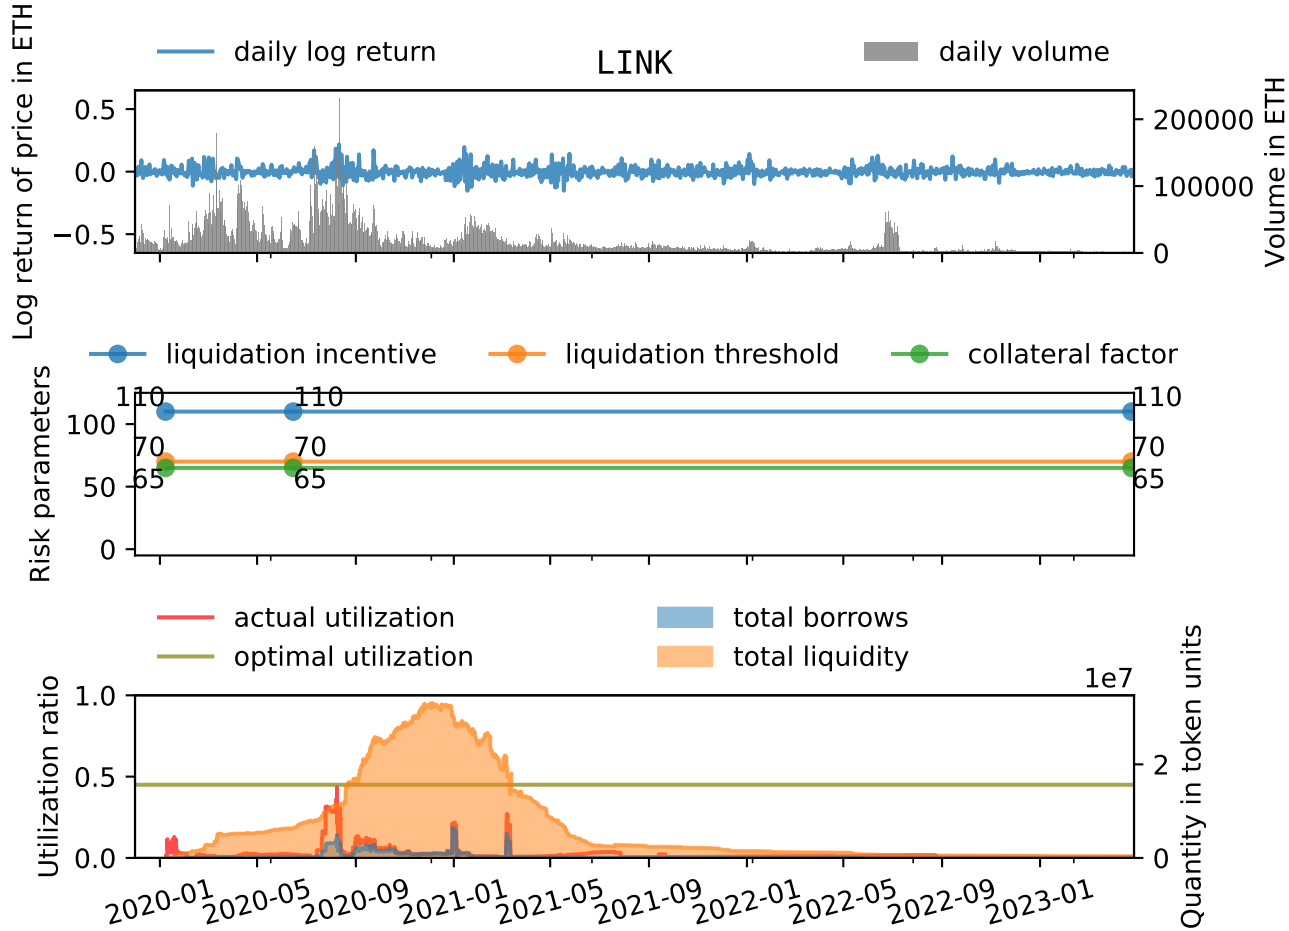 daily log return
LINK
daily volume
Log return of price in ETH
0.5
0.0
−0.5
200000
100000
0
Volume in ETH
liquidation incentive
liquidation threshold
collateral factor
Risk parameters
100
50
0
110
110
110
70
70
70
65
65
65
actual utilization
total borrows
optimal utilization
total liquidity
1e7
Utilization ratio
1.0
0.5
0.0
2
0
Quantity in token units
2020-01
2020-05
2020-09
2021-01
2021-05
2021-09
2022-01
2022-05
2022-09
2023-01